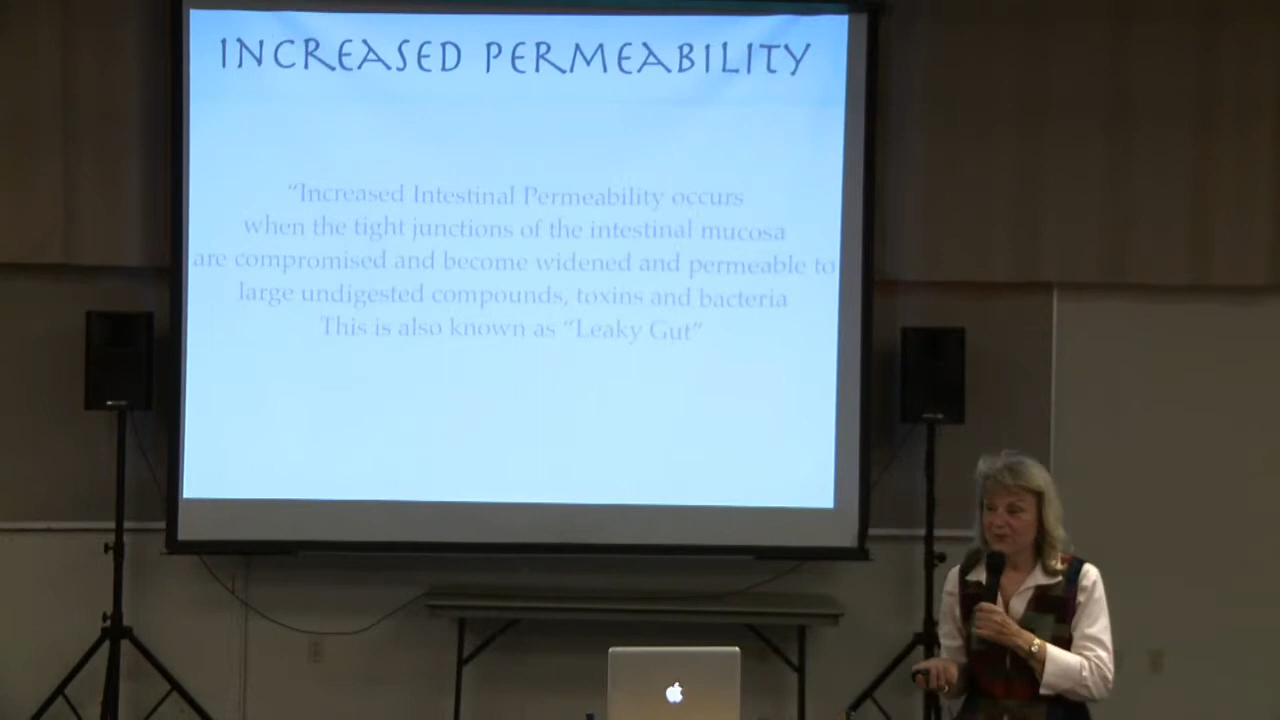 INCREASED PERMEABILITY
“Increased Intestinal Permeability occurs
when the tight junctions of the intestinal mucosa
are compromised and become widened and permeable to
large undigested compounds, toxins and bacteria
This is also known as “Leaky Gut”